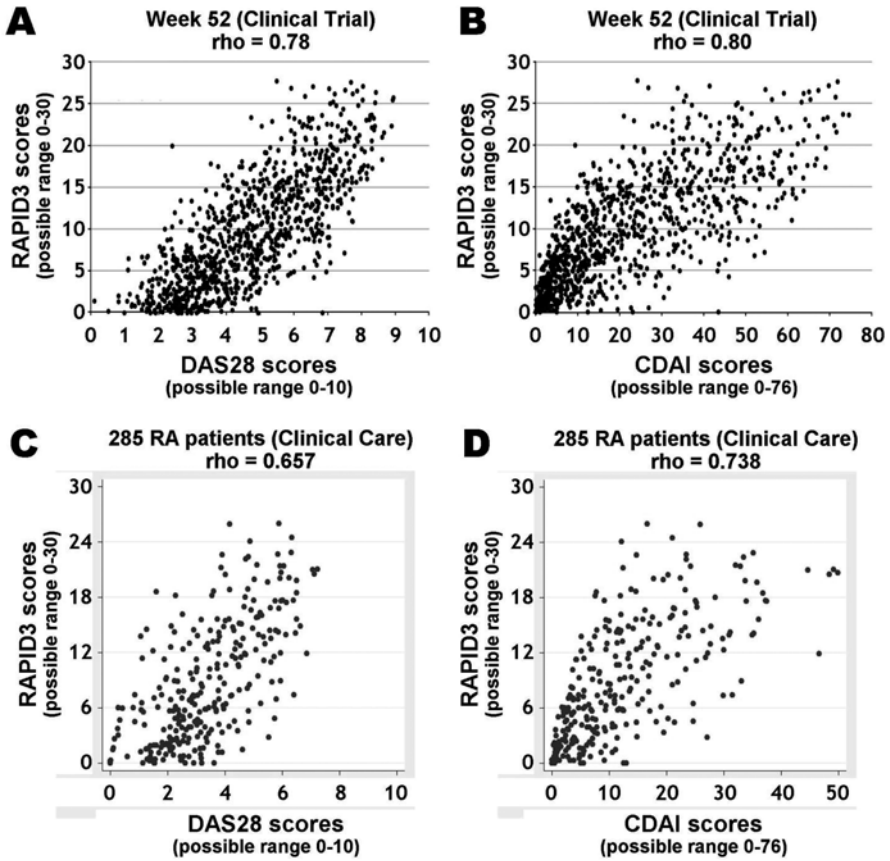 A
Week 52 (Clinical Trial)
rho = 0.78
30
25
20
15
10
5
0
RAPID3 scores
(possible range 0-30)
0 1 2 3 4 5 6 7 8 9 10
DAS28 scores
(possible range 0-10)
B
Week 52 (Clinical Trial)
rho = 0.80
30
25
20
15
10
5
0
RAPID3 scores
(possible range 0-30)
0 10 20 30 40 50 60 70 80
CDAI scores
(possible range 0-76)
C
285 RA patients (Clinical Care)
rho = 0.657
30
24
18
12
6
0
RAPID3 scores
(possible range 0-30)
0 2 4 6 8 10
DAS28 scores
(possible range 0-10)
D
285 RA patients (Clinical Care)
rho = 0.738
30
24
18
12
6
0
RAPID3 scores
(possible range 0-30)
0 10 20 30 40 50
CDAI scores
(possible range 0-76)